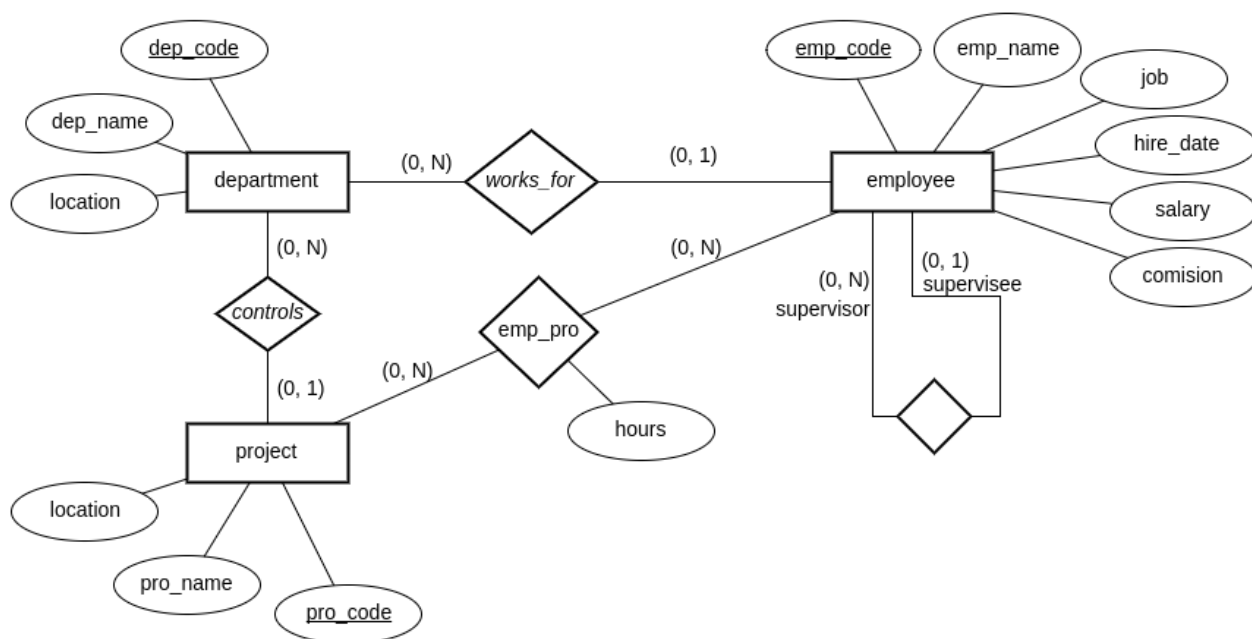 dep_code
emp_code
emp_name
job
dep_name
hire_date
department
(0, N)
works_for
(0, 1)
employee
location
salary
(0, N)
(0, N)
(0, 1)
comision
supervisee
supervisor
controls
emp_pro
(0, N)
(0, 1)
hours
project
location
pro_name
pro_code